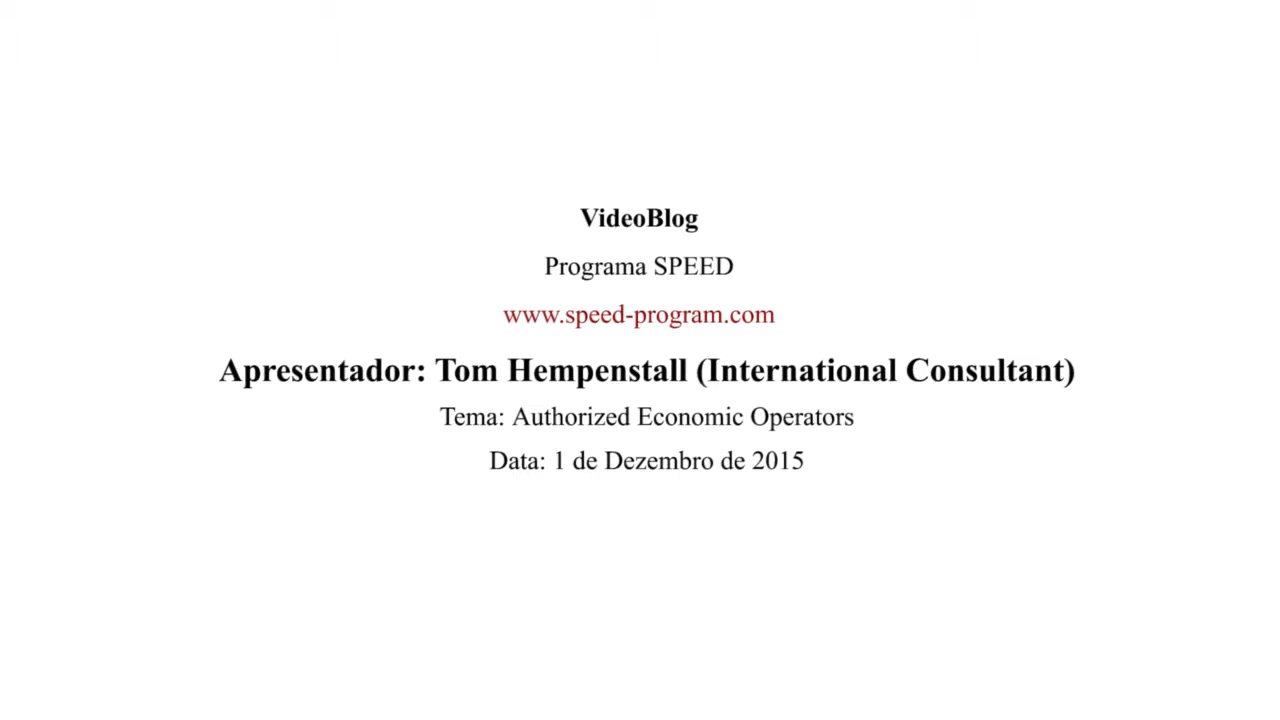 VideoBlog
Programa SPEED
www.speed-program.com
Apresentador: Tom Hempenstall (International Consultant)
Tema: Authorized Economic Operators
Data: 1 de Dezembro de 2015